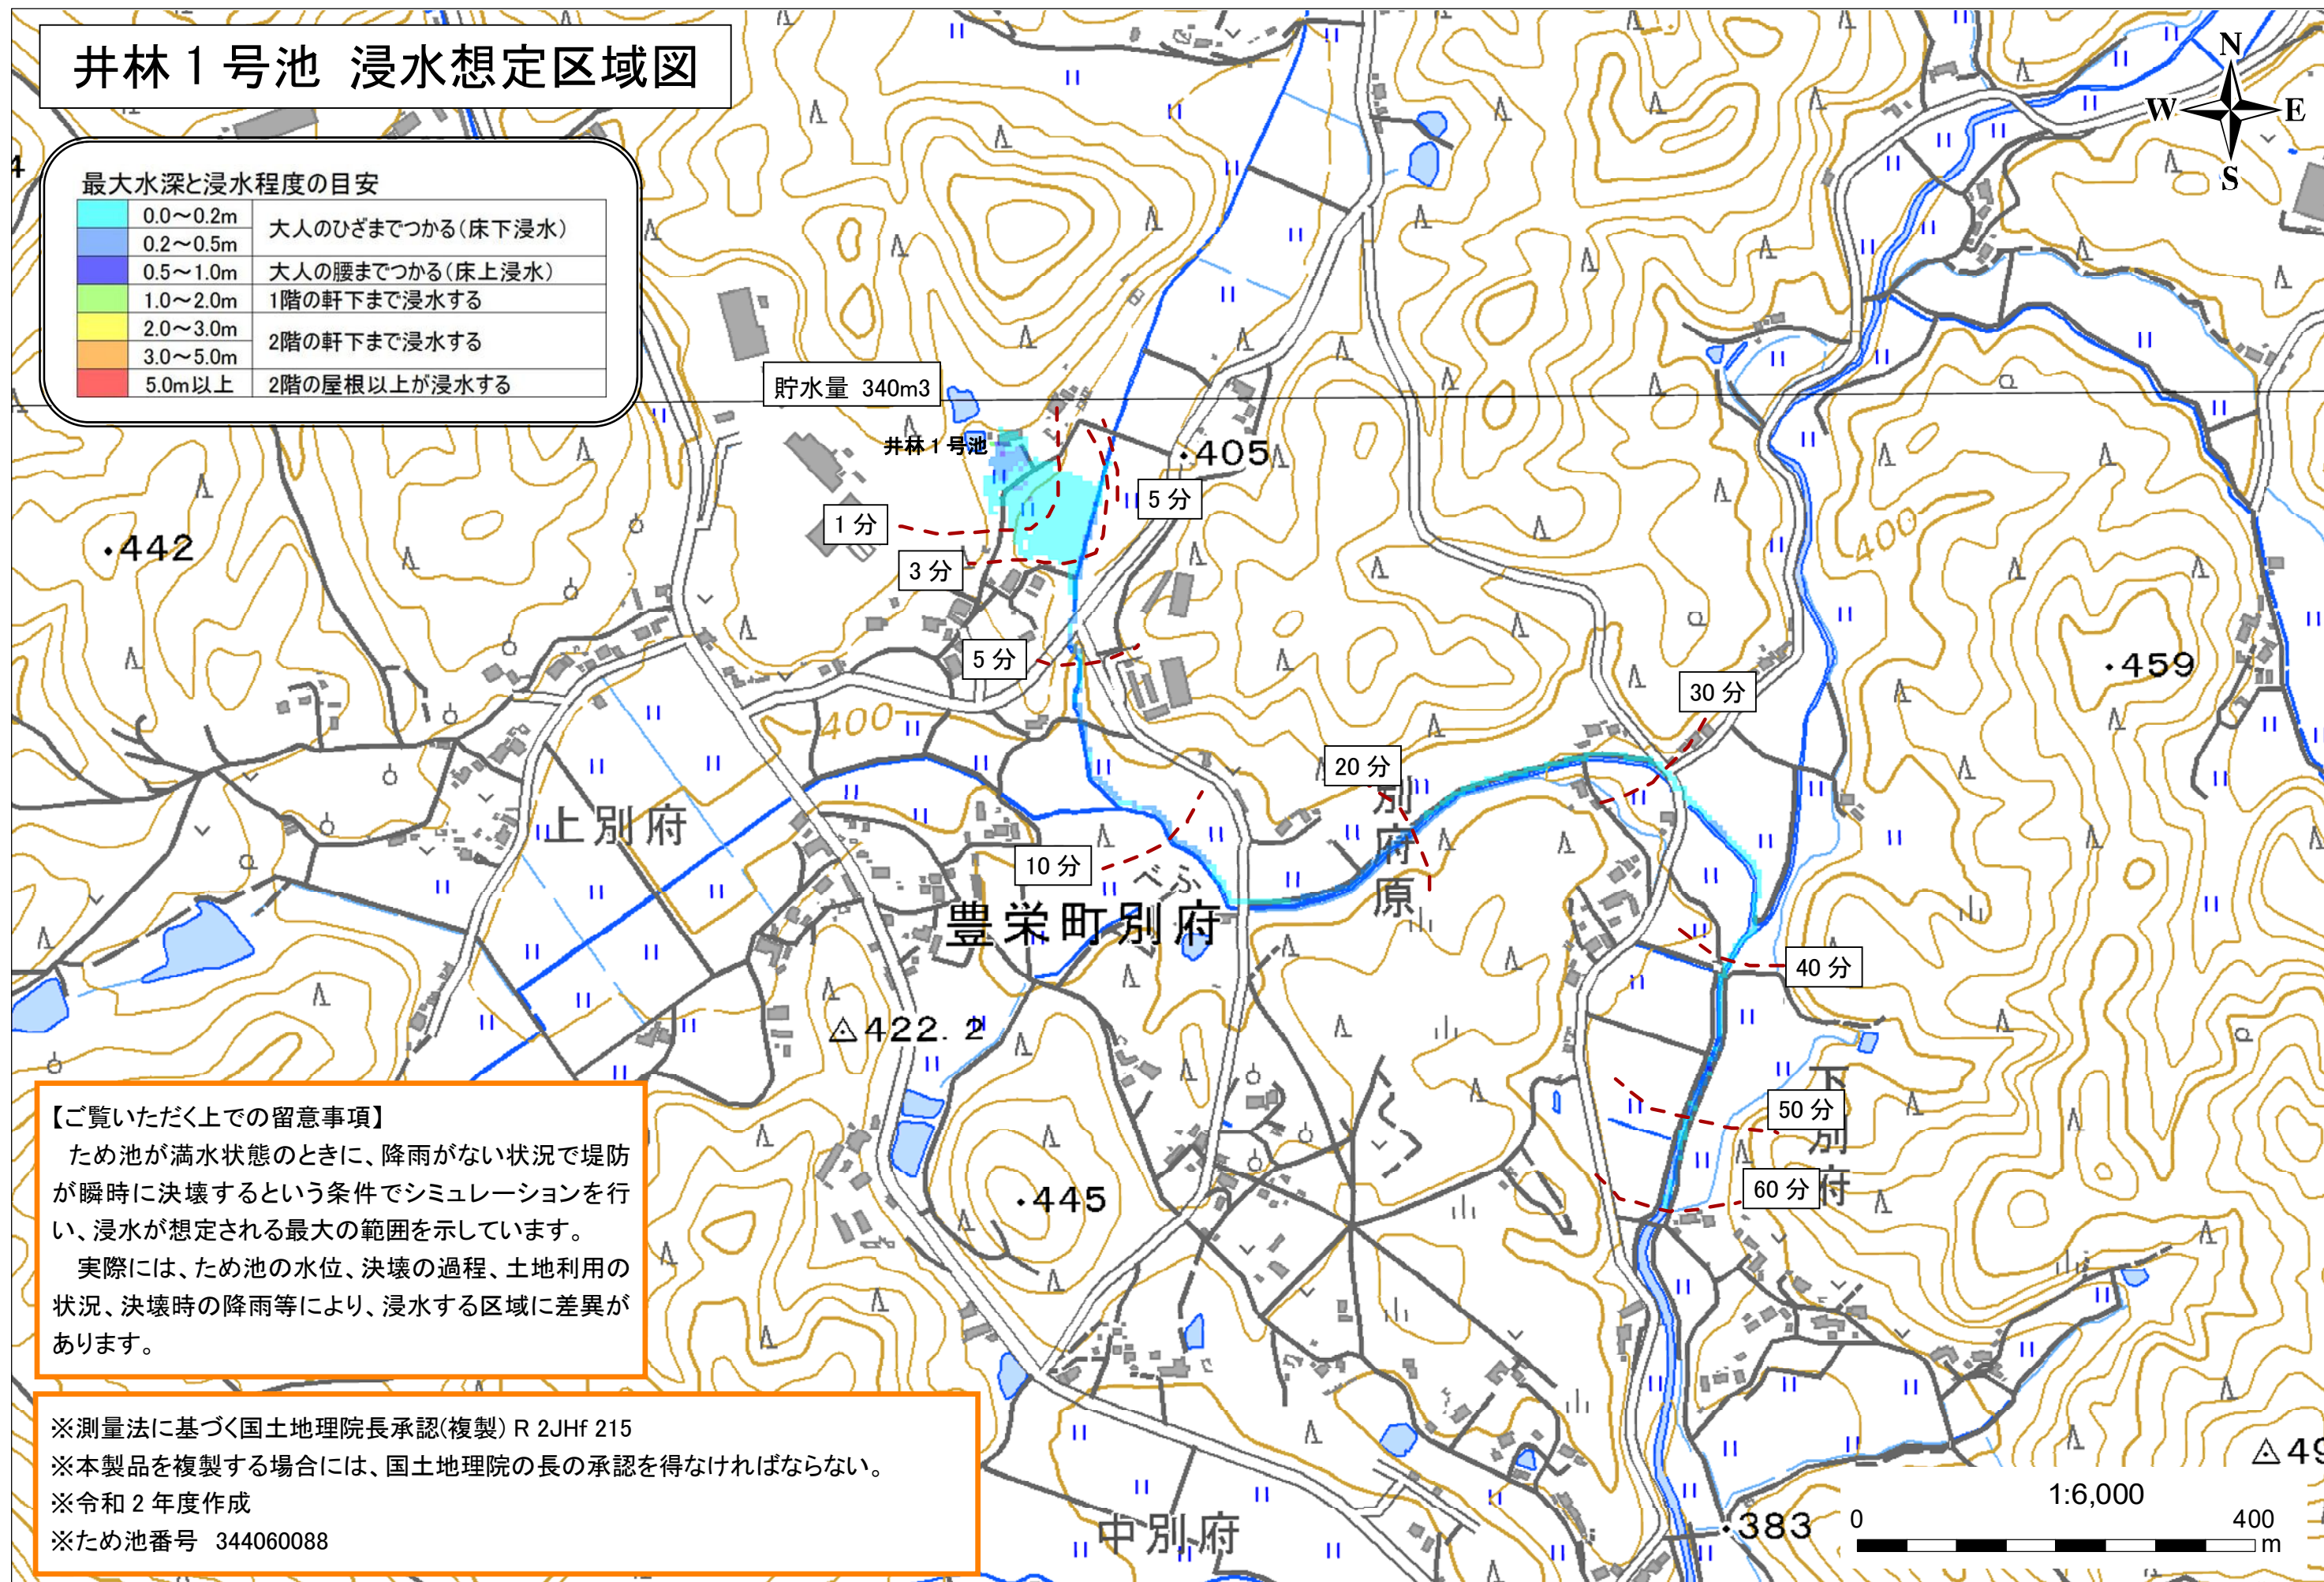 井林１号池 浸水想定区域図
N
W
E
S
最大水深と浸水程度の目安
0.0～0.2m
大人のひざまでつかる(床下浸水)
0.2～0.5m
0.5～1.0m
大人の腰までつかる(床上浸水)
1.0～2.0m
1階の軒下まで浸水する
2.0～3.0m
2階の軒下まで浸水する
3.0～5.0m
5.0m以上
2階の屋根以上が浸水する
4
貯水量 340m3
井林１号池
・405
5 分
1 分
3 分
・442
400
5 分
・459
30 分
400
20 分
上別府
別府原
10 分
べふ
豊栄町別府
40 分
422.2
下別府
50 分
60 分
・445
【ご覧いただく上での留意事項】
ため池が満水状態のときに、降雨がない状況で堤防
が瞬時に決壊するという条件でシミュレーションを行
い、浸水が想定される最大の範囲を示しています。
実際には、ため池の水位、決壊の過程、土地利用の
状況、決壊時の降雨等により、浸水する区域に差異が
あります。
※測量法に基づく国土地理院長承認(複製) R 2JHf 215
※本製品を複製する場合には、国土地理院の長の承認を得なければならない。
※令和 2 年度作成
※ため池番号 344060088
中別府
・383
1:6,000
0
400
m